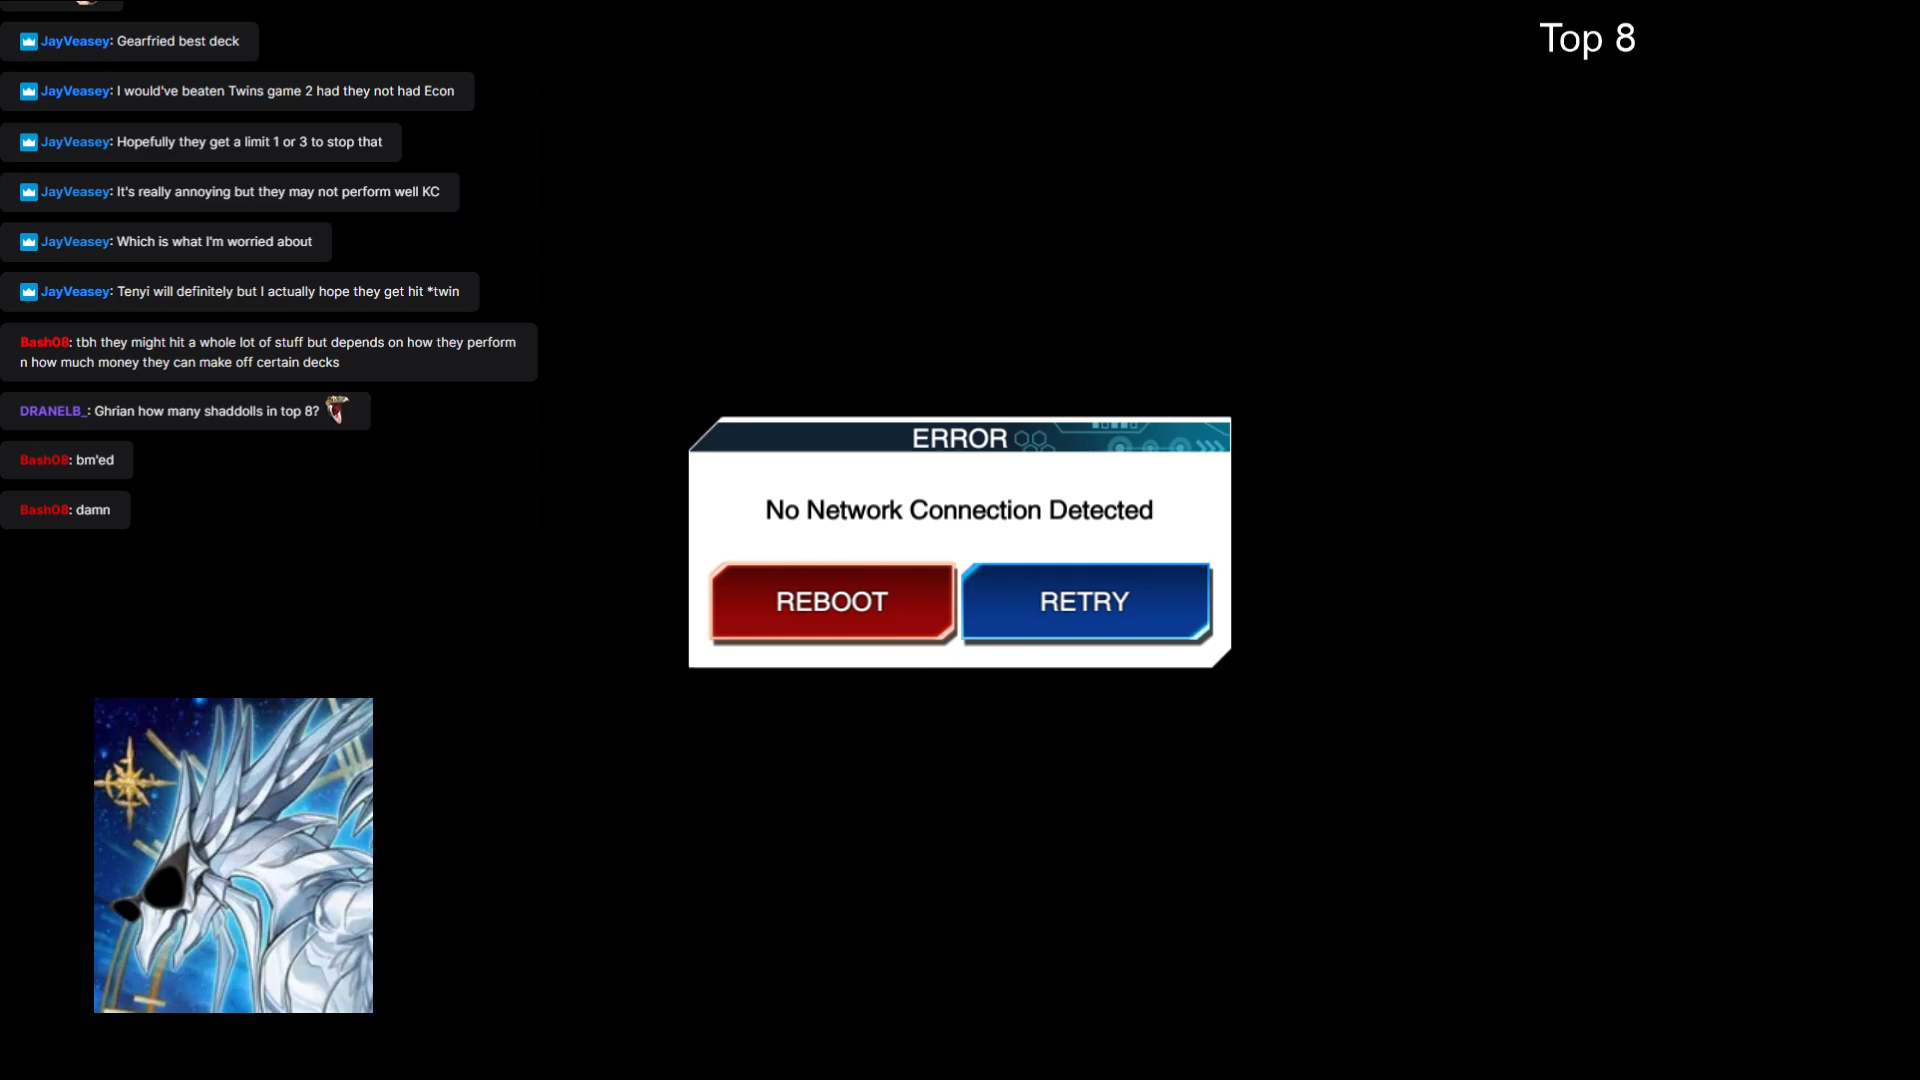 JayVeasey: Gearfried best deck
JayVeasey: I would've beaten Twins game 2 had they not had Econ
JayVeasey: Hopefully they get a limit 1 or 3 to stop that
JayVeasey: It's really annoying but they may not perform well KC
JayVeasey: Which is what I'm worried about
JayVeasey: Tenyi will definitely but I actually hope they get hit *twin
Bash08: tbh they might hit a whole lot of stuff but depends on how they perform
n how much money they can make off certain decks
DRANELB_: Ghrian how many shaddolls in top 8?
Bash08: bm'ed
Bash08: damn
Top 8
ERROR
No Network Connection Detected
REBOOT
RETRY